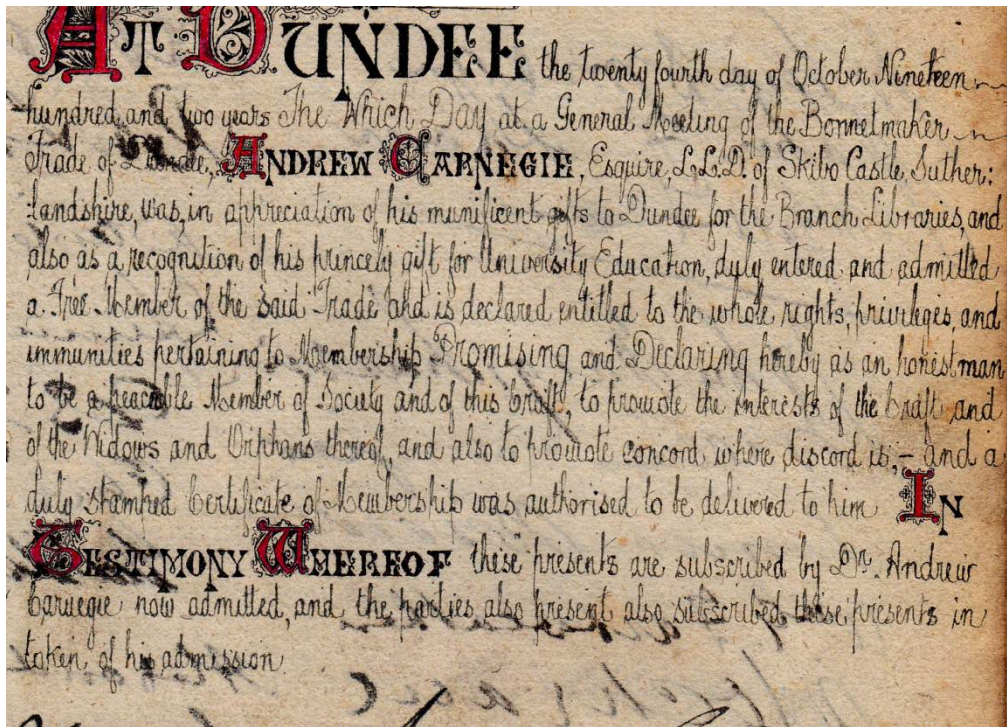 AT DUNDEE the twenty fourth day of October Nineteen
hundred and two years The Which Day at a General Meeting of the Bonnetmaker
Trade of Dundee, ANDREW CARNEGIE, Esquire, L.L.D. of Skibo Castle, Suther:
:landshire, was, in appreciation of his munificent gifts to Dundee for the Branch Libraries, and
also as a recognition of his princely gift for University Education, duly entered and admitted
a Free Member of the said Trade and is declared entitled to the whole rights, privileges, and
immunities pertaining to Membership Promising and Declaring hereby as an honest man
to be a peaceable Member of Society and of this Craft, to promote the interests of the Craft and
of the Widows and Orphans thereof, and also to promote concord where discord is; – and a
duly stamped Certificate of Membership was authorised to be delivered to him IN
TESTIMONY WHEREOF these presents are subscribed by Dr. Andrew
Carnegie now admitted, and the parties also present also subscribed these presents in
token of his admission